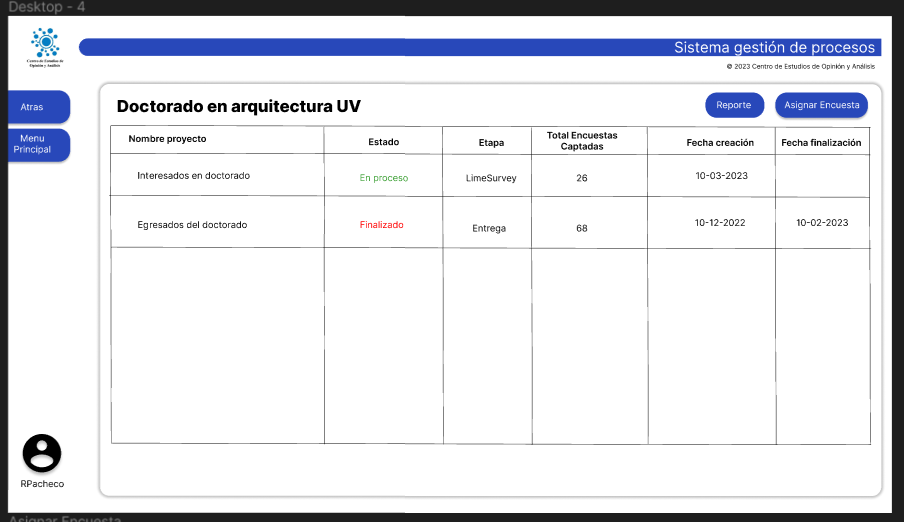 Desktop - 4
Centro de Estudios de
Opinión y Análisis
Sistema gestión de procesos
© 2023 Centro de Estudios de Opinión y Análisis
Atras
Menu
Principal
Doctorado en arquitectura UV
Reporte
Asignar Encuesta
Nombre proyecto
Estado
Etapa
Total Encuestas
Captadas
Fecha creación
Fecha finalización
Interesados en doctorado
En proceso
LimeSurvey
26
10-03-2023
Egresados del doctorado
Finalizado
Entrega
68
10-12-2022
10-02-2023
RPacheco
Asignar Encuesta